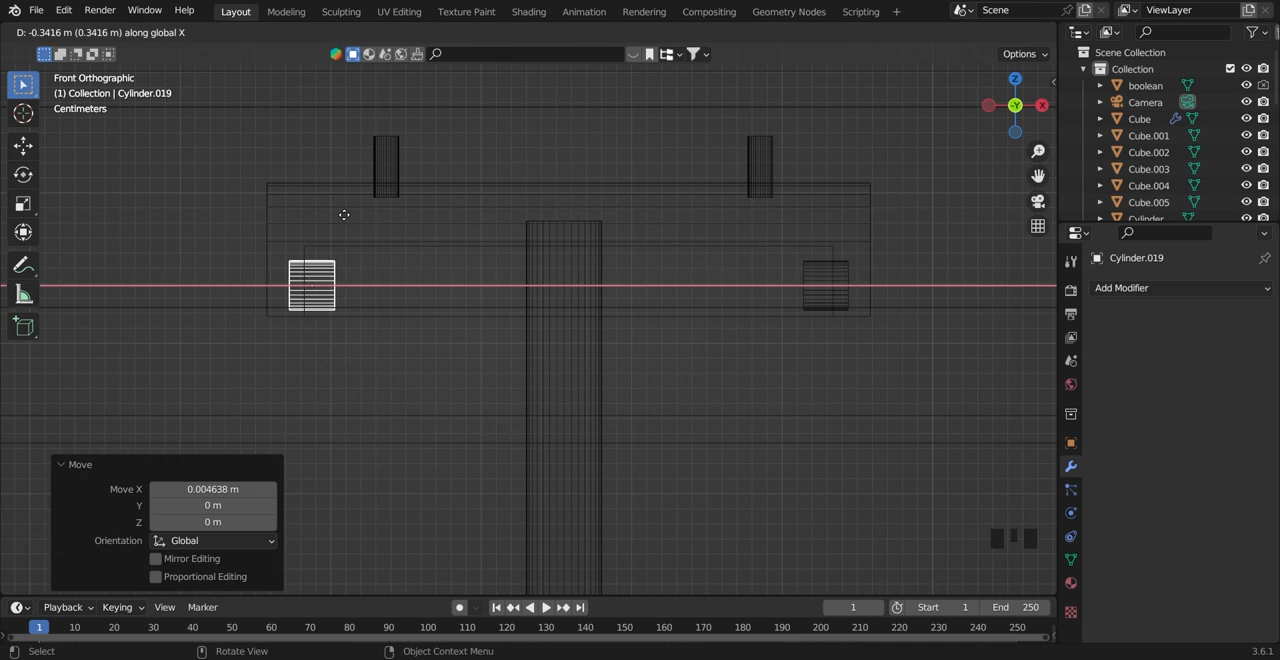 File Edit Render Window Help Layout Modeling Sculpting UV Editing Texture Paint Shading Animation Rendering Compositing Geometry Nodes Scripting + Scene ViewLayer
D: -0.3416 m (0.3416 m) along global X
Options
Front Orthographic
(1) Collection | Cylinder.019
Centimeters
Z
X
-Y
Scene Collection
Collection
boolean
Camera
Cube
Cube.001
Cube.002
Cube.003
Cube.004
Cube.005
Cylinder
Cylinder.019
Add Modifier
Move
Move X 0.004638 m
Y 0 m
Z 0 m
Orientation Global
Mirror Editing
Proportional Editing
Playback Keying View Marker 1 Start 1 End 250
1 10 20 30 40 50 60 70 80 90 100 110 120 130 140 150 160 170 180 190 200 210 220 230 240 250
Select Rotate View Object Context Menu 3.6.1